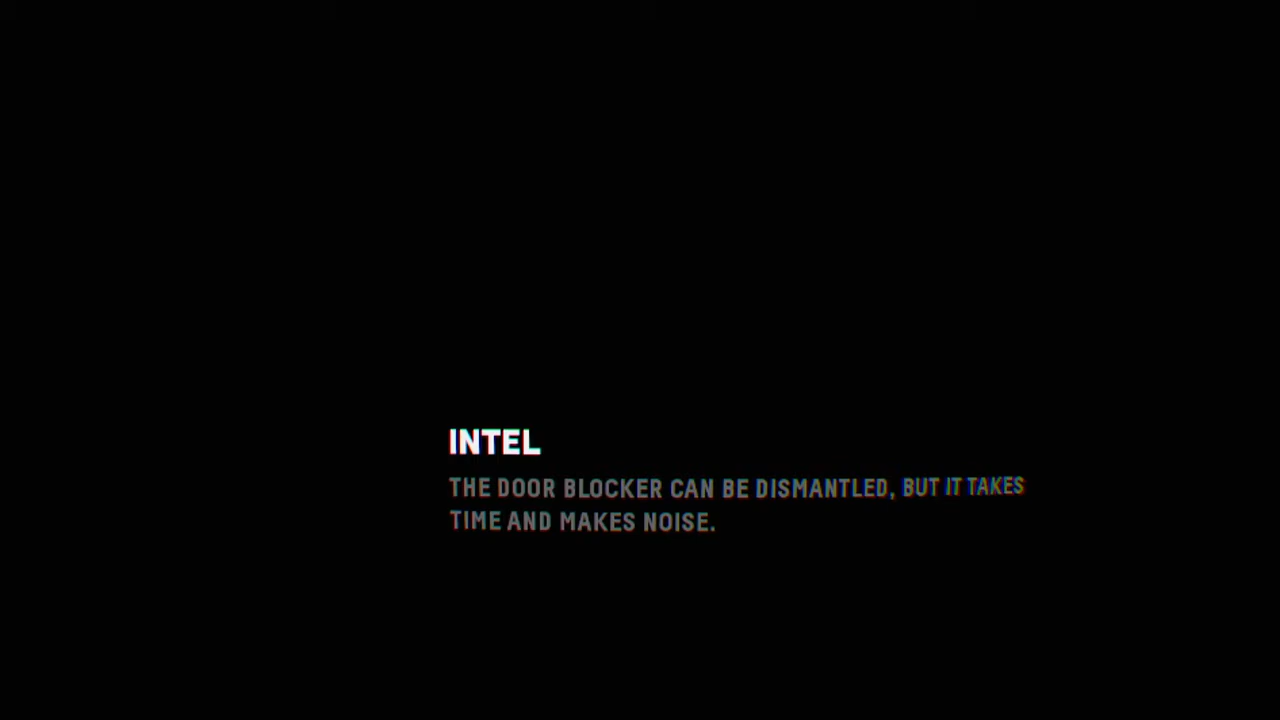 INTEL
THE DOOR BLOCKER CAN BE DISMANTLED, BUT IT TAKES
TIME AND MAKES NOISE.